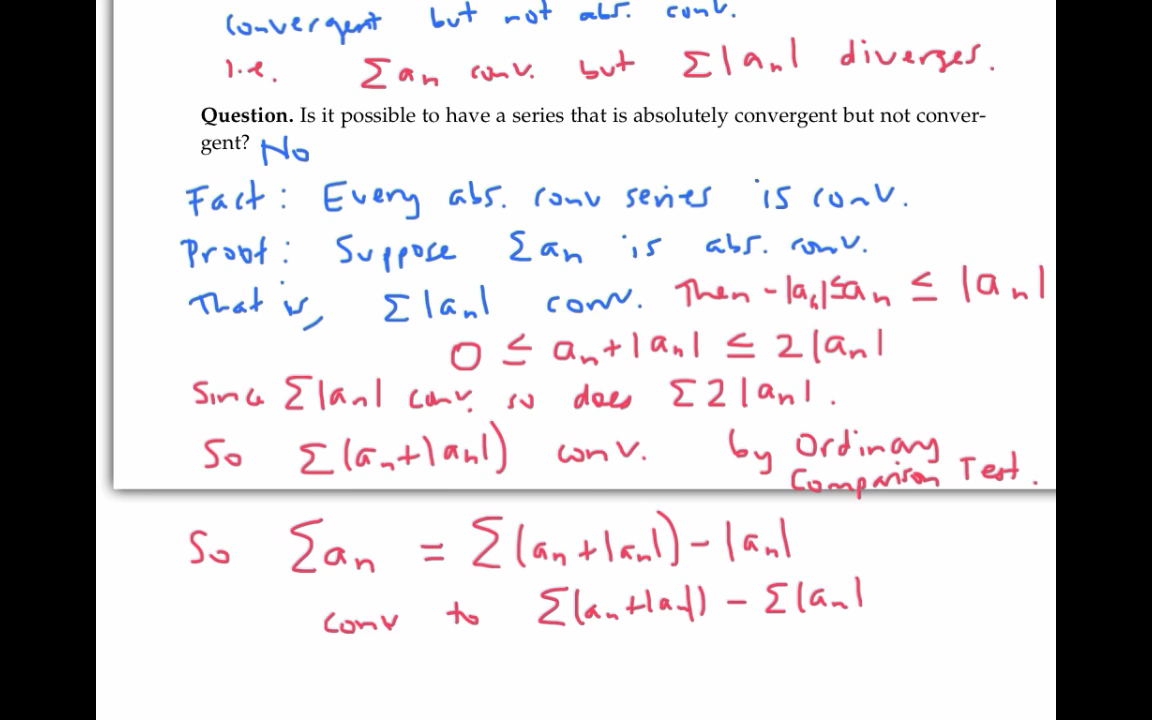 convergent but not abs. conv.
i.e. Σ an conv. but Σ|an| diverges.
Question. Is it possible to have a series that is absolutely convergent but not conver-
gent? No
Fact: Every abs. conv series is conv.
Proof: Suppose Σan is abs. conv.
That is, Σ|an| conv. Then -|an|≤an ≤ |an|
0 ≤ an+|an| ≤ 2|an|
Since Σ|an| conv. so does Σ2|an|.
So Σ(an+|an|) conv. by Ordinary
Comparison Test.
So Σan = Σ(an+|an|)-|an|
conv to Σ(an+|an|) - Σ|an|